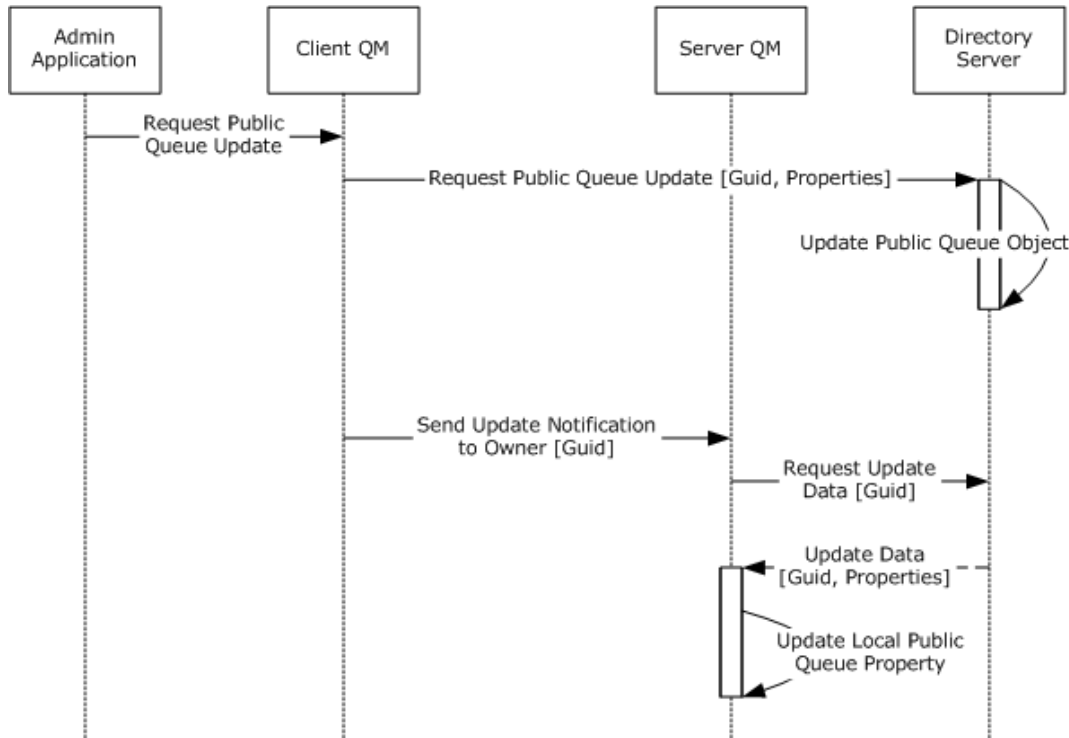 Admin
Application
Client QM
Server QM
Directory
Server
Request Public
Queue Update
Request Public Queue Update [Guid, Properties]
Update Public Queue Object
Send Update Notification
to Owner [Guid]
Request Update
Data [Guid]
Update Data
[Guid, Properties]
Update Local Public
Queue Property